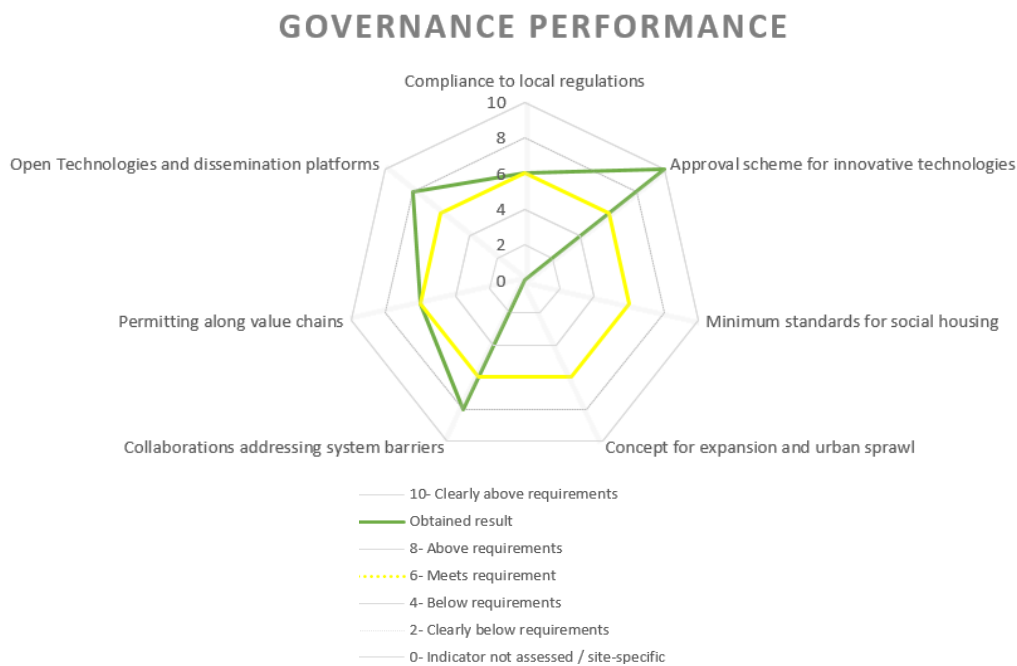 GOVERNANCE PERFORMANCE
Compliance to local regulations
10
8
6
4
2
0
Open Technologies and dissemination platforms
Approval scheme for innovative technologies
Permitting along value chains
Minimum standards for social housing
Collaborations addressing system barriers
Concept for expansion and urban sprawl
10- Clearly above requirements
Obtained result
8- Above requirements
6- Meets requirement
4- Below requirements
2- Clearly below requirements
0- Indicator not assessed / site-specific